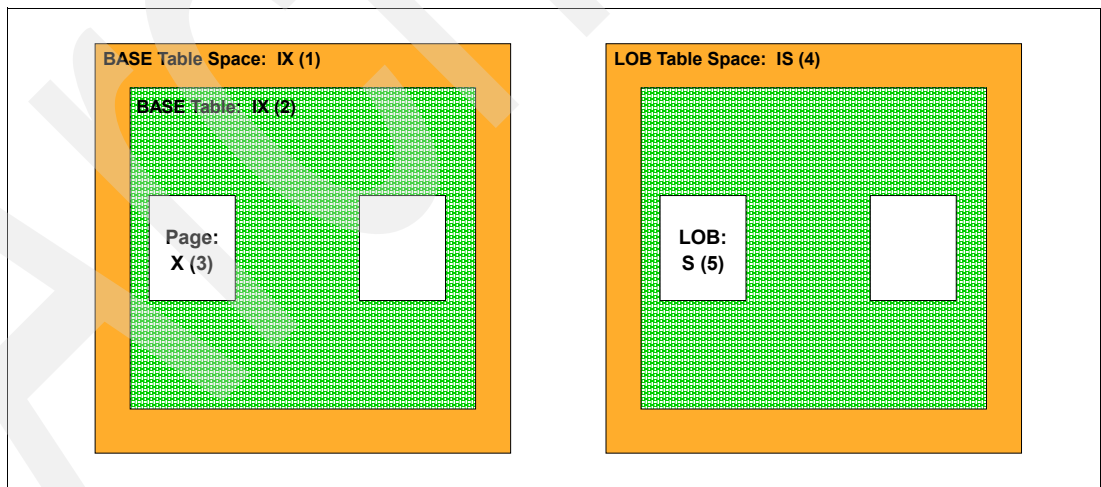 BASE Table Space: IX (1)
BASE Table: IX (2)
Page:
X (3)
LOB Table Space: IS (4)
LOB:
S (5)